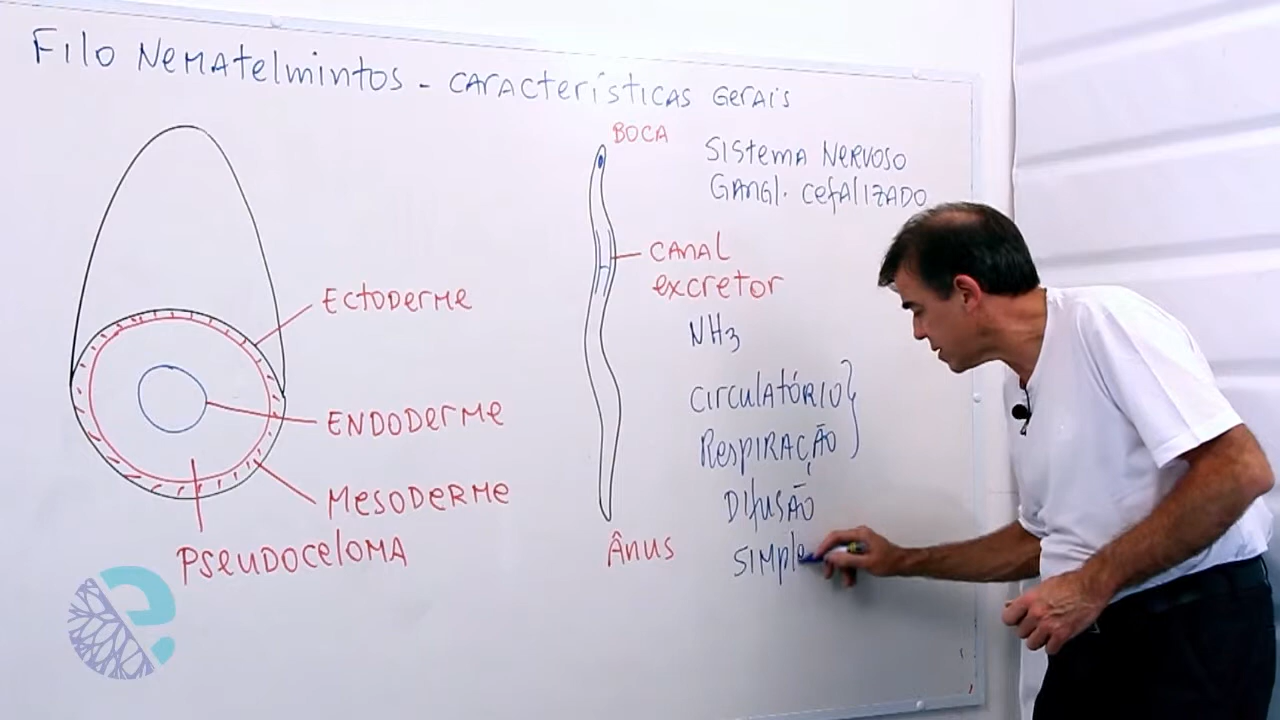 Filo Nematelmintos - características Gerais
BOCA
Sistema Nervoso
Gangl. cefalizado
canal
excretor
Ectoderme
NH3
circulatório
Endoderme
Respiração
Mesoderme
Difusão
Pseudoceloma
Ânus
simple